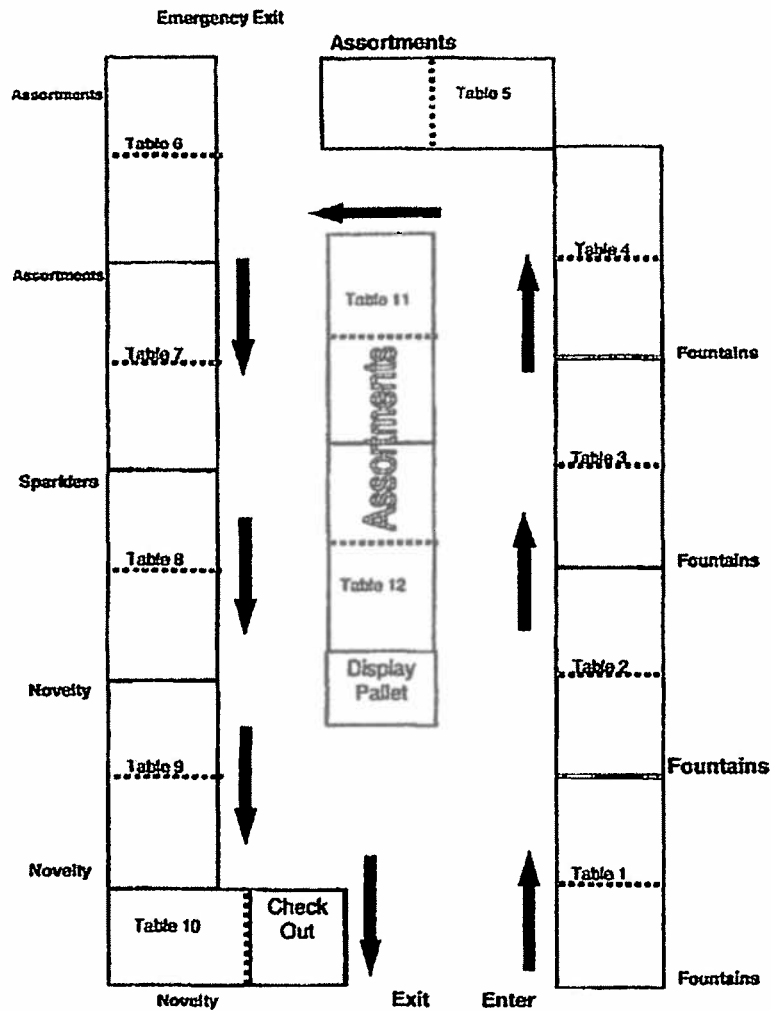 Emergency Exit
Assortments
Assortments
Table 5
Table 6
Table 4
Assortments
Table 11
Table 7
Fountains
Assortments
Table 3
Sparklers
Table 8
Fountains
Table 12
Display
Pallet
Table 2
Novelty
Table 9
Fountains
Novelty
Table 1
Table 10
Check
Out
Fountains
Novelty
Exit
Enter